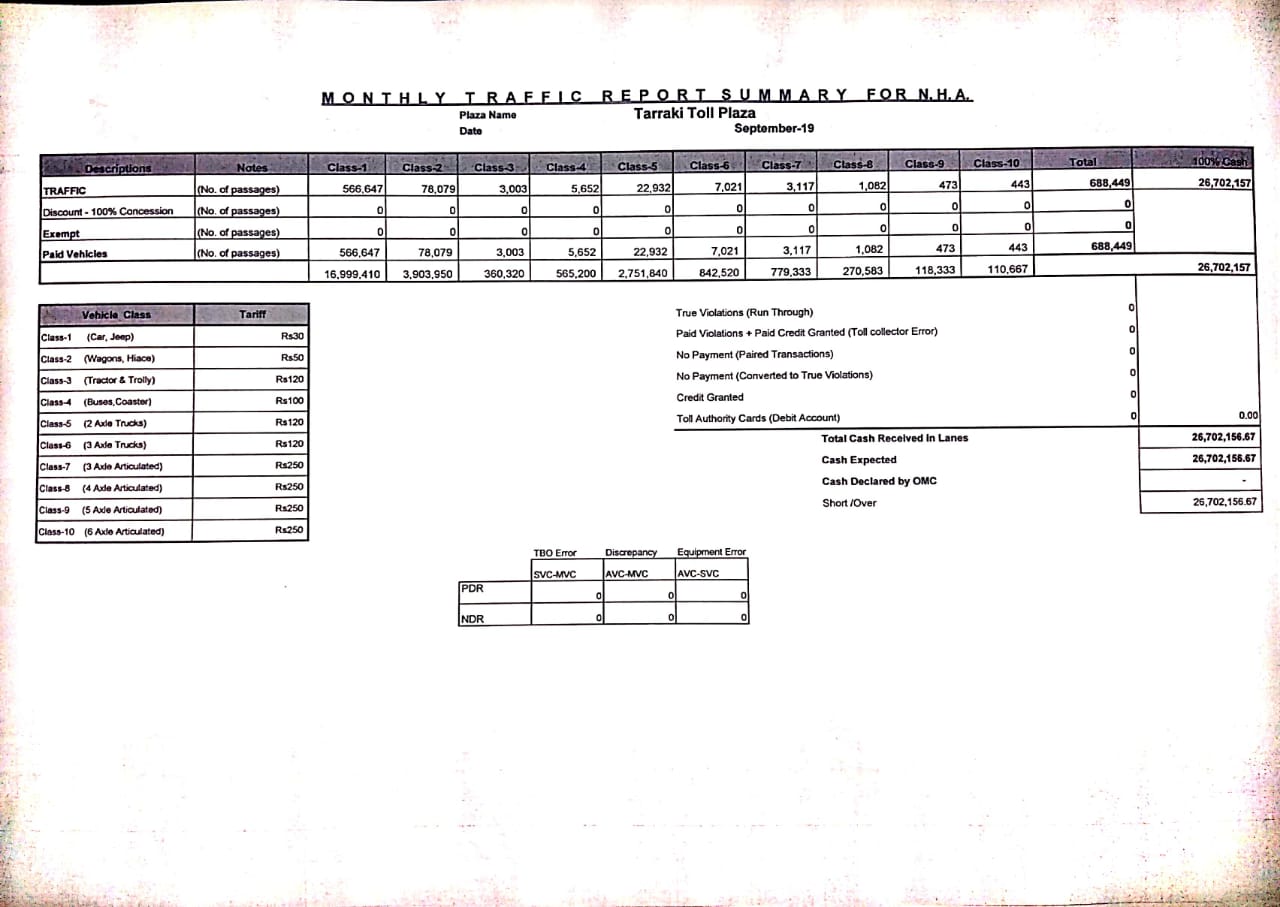 MONTHLY TRAFFIC REPORT SUMMARY FOR N.H.A.
Plaza Name Tarraki Toll Plaza
Date September-19
Descriptions Notes Class-1 Class-2 Class-3 Class-4 Class-5 Class-6 Class-7 Class-8 Class-9 Class-10 Total 100% Cash
TRAFFIC (No. of passages) 566,647 78,079 3,003 5,652 22,932 7,021 3,117 1,082 473 443 688,449 26,702,157
Discount - 100% Concession (No. of passages) 0 0 0 0 0 0 0 0 0 0 0
Exempt (No. of passages) 0 0 0 0 0 0 0 0 0 0 0
Paid Vehicles (No. of passages) 566,647 78,079 3,003 5,652 22,932 7,021 3,117 1,082 473 443 688,449
16,999,410 3,903,950 360,320 565,200 2,751,840 842,520 779,333 270,583 118,333 110,667 26,702,157
Vehicle Class Tariff
Class-1 (Car, Jeep) Rs30
Class-2 (Wagons, Hiace) Rs50
Class-3 (Tractor & Trolly) Rs120
Class-4 (Buses,Coaster) Rs100
Class-5 (2 Axle Trucks) Rs120
Class-6 (3 Axle Trucks) Rs120
Class-7 (3 Axle Articulated) Rs250
Class-8 (4 Axle Articulated) Rs250
Class-9 (5 Axle Articulated) Rs250
Class-10 (6 Axle Articulated) Rs250
True Violations (Run Through) 0
Paid Violations + Paid Credit Granted (Toll collector Error) 0
No Payment (Paired Transactions) 0
No Payment (Converted to True Violations) 0
Credit Granted 0
Toll Authority Cards (Debit Account) 0 0.00
Total Cash Received In Lanes 26,702,156.67
Cash Expected 26,702,156.67
Cash Declared by OMC -
Short /Over 26,702,156.67
TBO Error Discrepancy Equipment Error
SVC-MVC AVC-MVC AVC-SVC
PDR 0 0 0
NDR 0 0 0